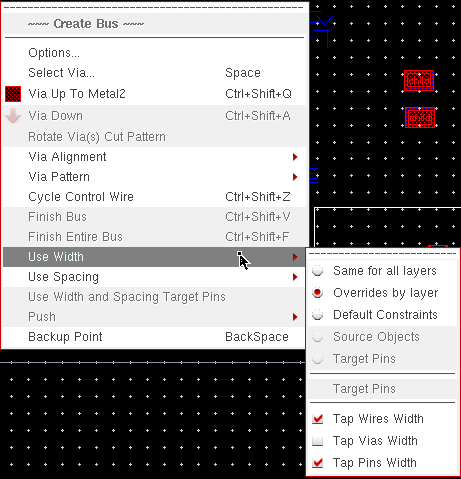 ~~~ Create Bus ~~~
Options...
Select Via... Space
Via Up To Metal2 Ctrl+Shift+Q
Via Down Ctrl+Shift+A
Rotate Via(s) Cut Pattern
Via Alignment
Via Pattern
Cycle Control Wire Ctrl+Shift+Z
Finish Bus Ctrl+Shift+V
Finish Entire Bus Ctrl+Shift+F
Use Width
Use Spacing
Use Width and Spacing Target Pins
Push
Backup Point BackSpace
Same for all layers
Overrides by layer
Default Constraints
Source Objects
Target Pins
Target Pins
Tap Wires Width
Tap Vias Width
Tap Pins Width